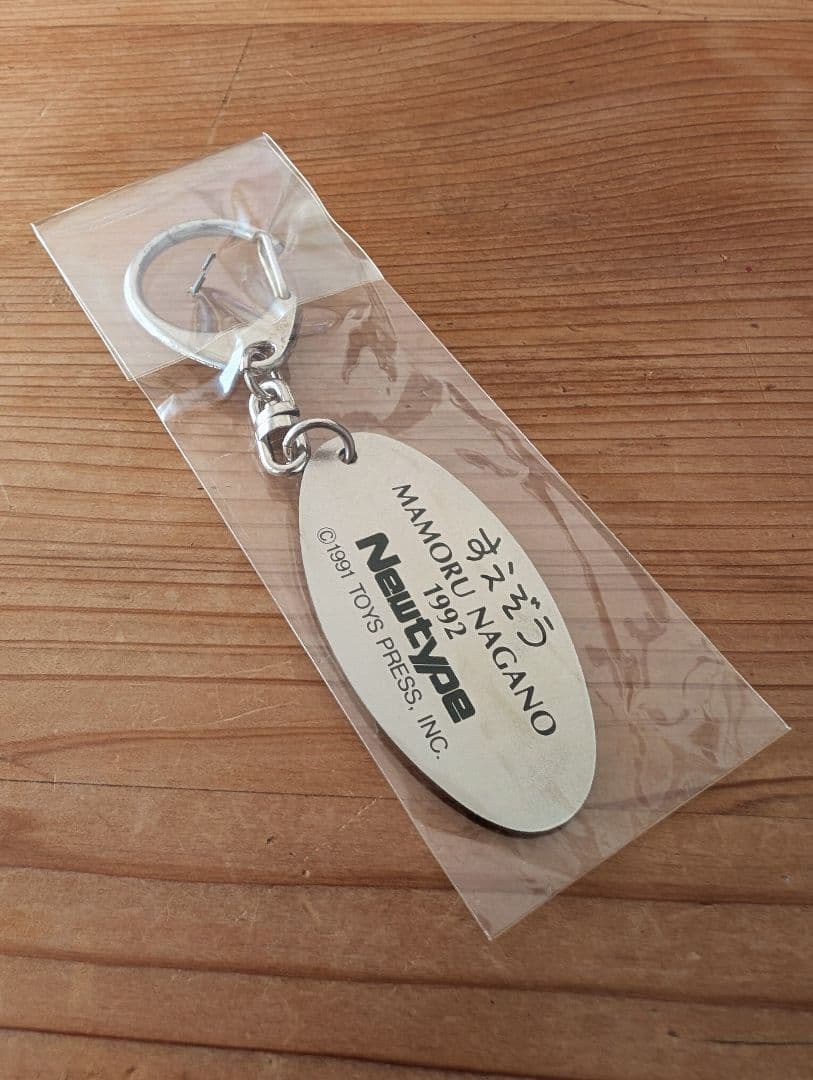 すえぞう
MAMORU NAGANO
1992
Newtype
©1991 TOYS PRESS, INC.